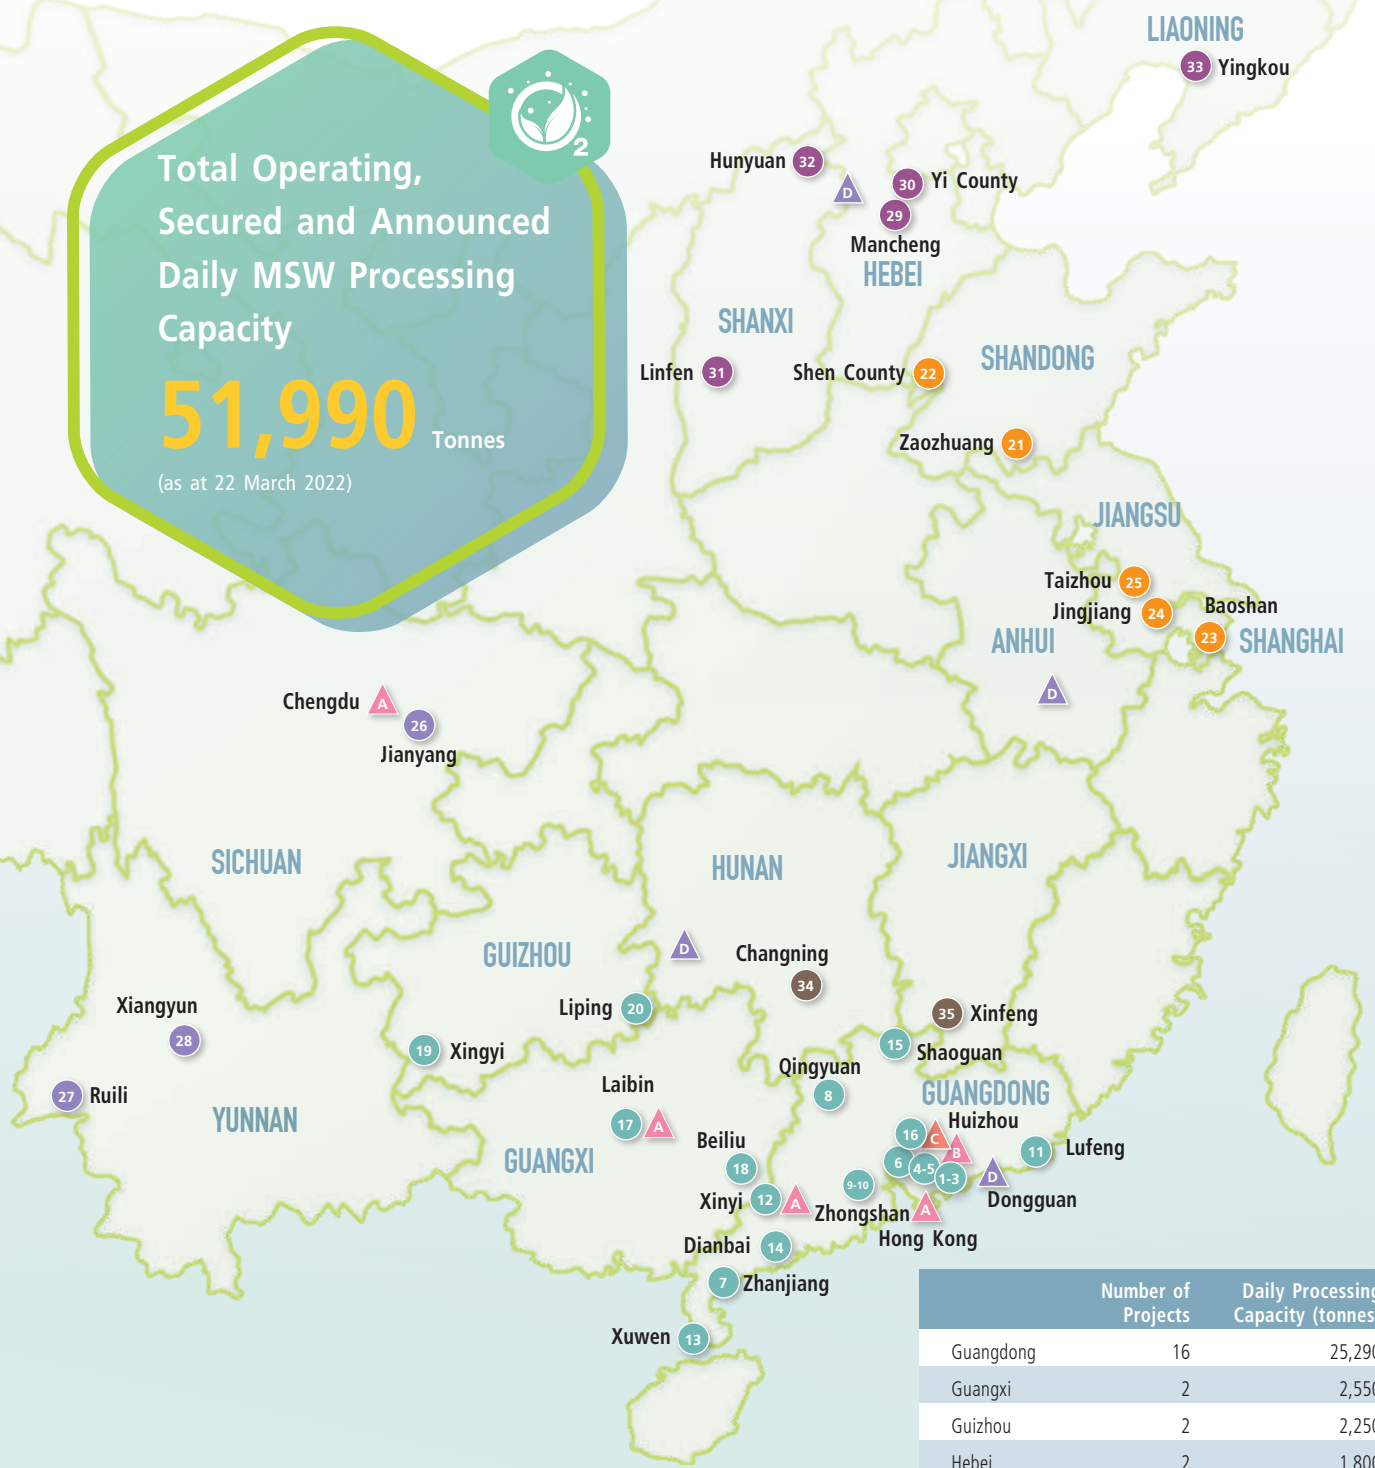 LIAONING
33 Yingkou
2
Total Operating,
Secured and Announced
Daily MSW Processing
Capacity
51,990 Tonnes
(as at 22 March 2022)
Hunyuan 32
D
30 Yi County
29
Mancheng
HEBEI
SHANXI
Linfen 31
Shen County 22
SHANDONG
Zaozhuang 21
JIANGSU
Taizhou 25
Jingjiang 24
Baoshan
23 SHANGHAI
ANHUI
D
Chengdu A
26
Jianyang
SICHUAN
HUNAN
JIANGXI
GUIZHOU
D
Changning
34
Xiangyun
28
Liping 20
35 Xinfeng
19 Xingyi
15
Shaoguan
27 Ruili
YUNNAN
Laibin
17 A
Qingyuan
8
GUANGDONG
Huizhou
16 C
B
11 Lufeng
GUANGXI
Beiliu
18
6 4-5 1-3
D
Dongguan
9-10
Xinyi 12 A
Zhongshan A
Hong Kong
Dianbai 14
7 Zhanjiang
Xuwen 13
Number of Daily Processing
Projects Capacity (tonnes
Guangdong 16 25,290
Guangxi 2 2,550
Guizhou 2 2,250
Hebei 2 1,800